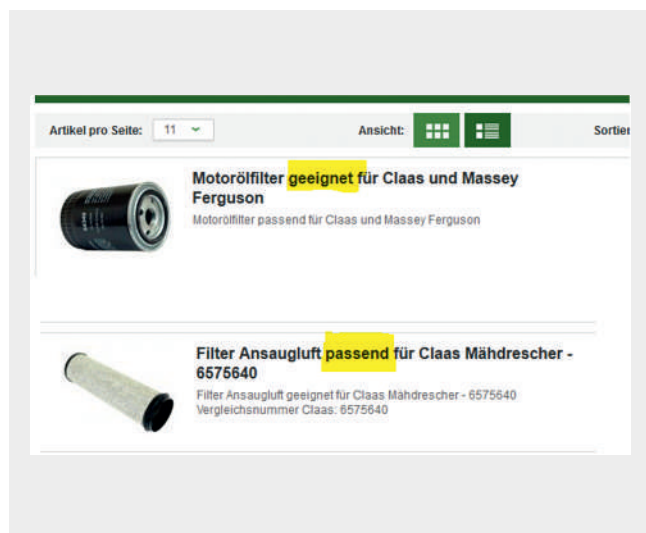 Artikel pro Seite: 11 Ansicht: Sortier
Motorölfilter geeignet für Claas und Massey
Ferguson
Motorölfilter passend für Claas und Massey Ferguson
Filter Ansaugluft passend für Claas Mähdrescher -
6575640
Filter Ansaugluft geeignet für Claas Mähdrescher - 6575640
Vergleichsnummer Claas: 6575640